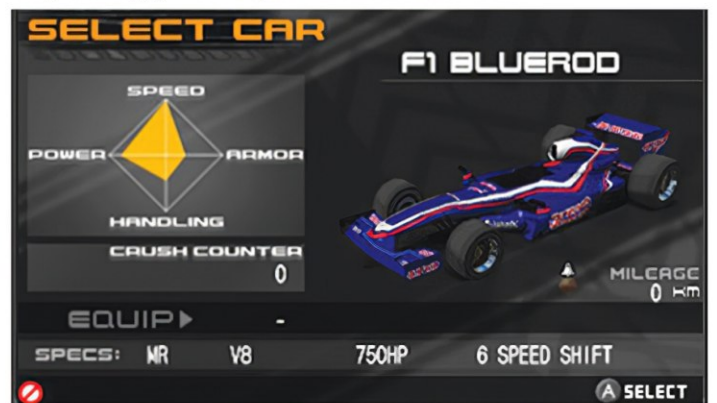 SELECT CAR
F1 BLUEROD
SPEED
POWER
ARMOR
HANDLING
CRUSH COUNTER
0
MILEAGE
0 KM
EQUIP
-
SPECS: MR V8 750HP 6 SPEED SHIFT
A SELECT